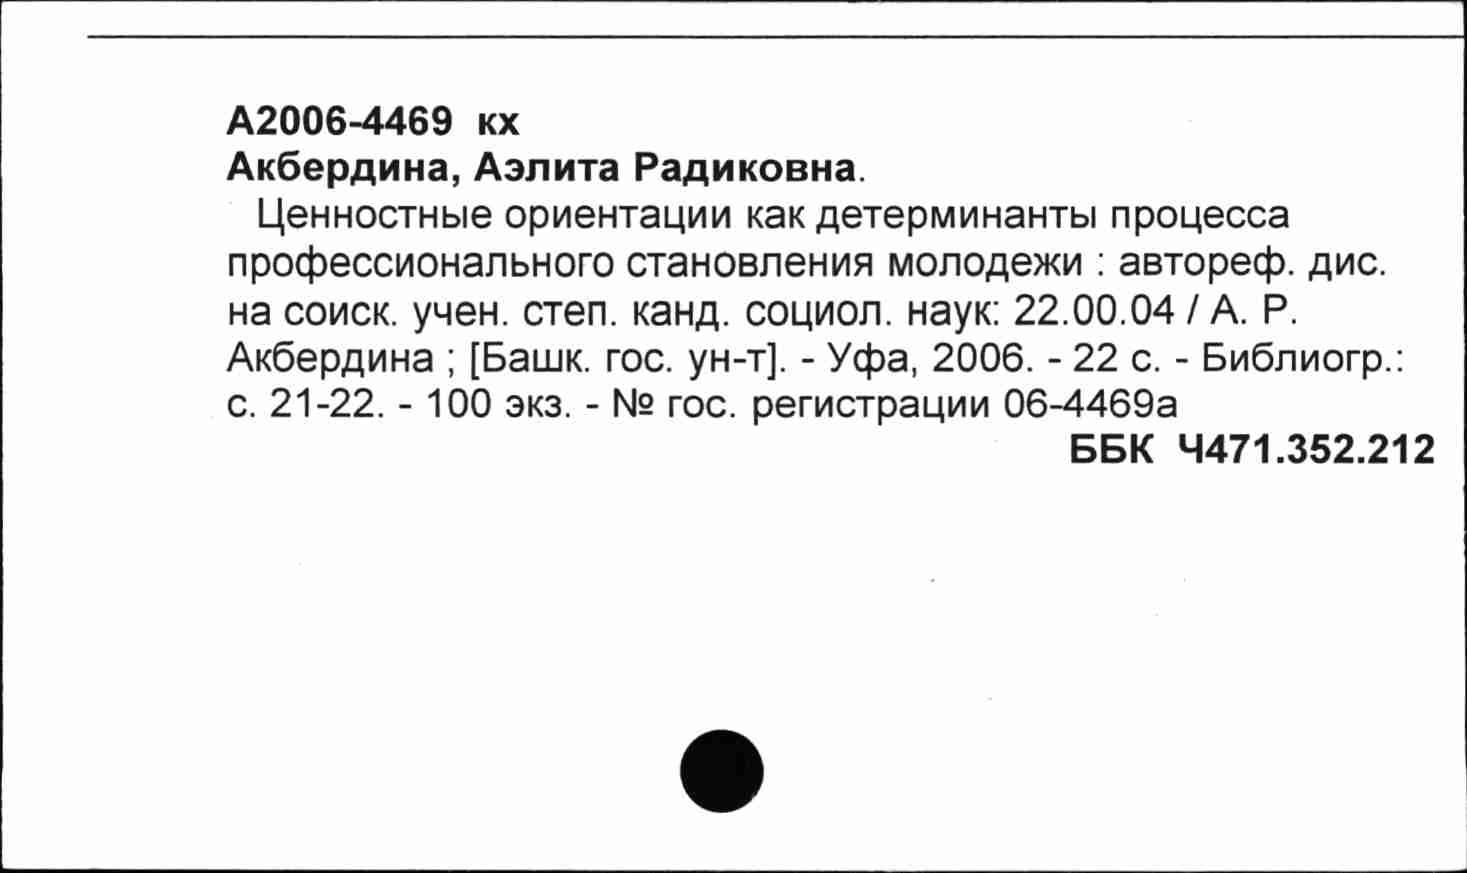 А2006-4469 кх
Акбердина, Аэлита Радиковна.
Ценностные ориентации как детерминанты процесса
профессионального становления молодежи : автореф. дис.
на соиск. учен. степ. канд. социол. наук: 22.00.04 / А. Р.
Акбердина ; [Башк. гос. ун-т]. - Уфа, 2006. - 22 с. - Библиогр.:
с. 21-22. - 100 экз. - № гос. регистрации 06-4469а
ББК Ч471.352.212